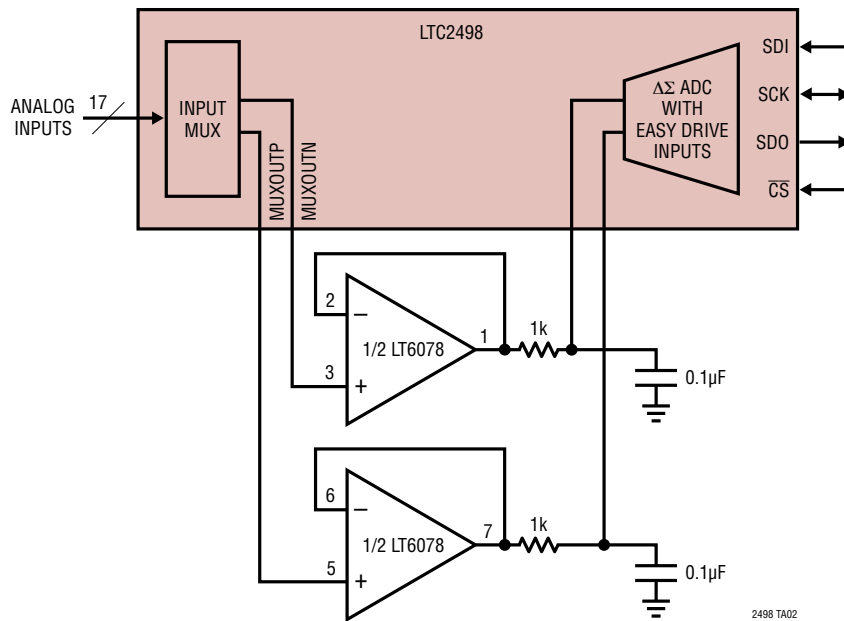 LTC2498
ANALOG
INPUTS
17
INPUT
MUX
ΔΣ ADC
WITH
EASY DRIVE
INPUTS
SDI
SCK
SDO
CS
MUXOUTP
MUXOUTN
2
–
1/2 LT6078
1
1k
3
+
0.1µF
6
–
1/2 LT6078
7
1k
5
+
0.1µF
2498 TA02